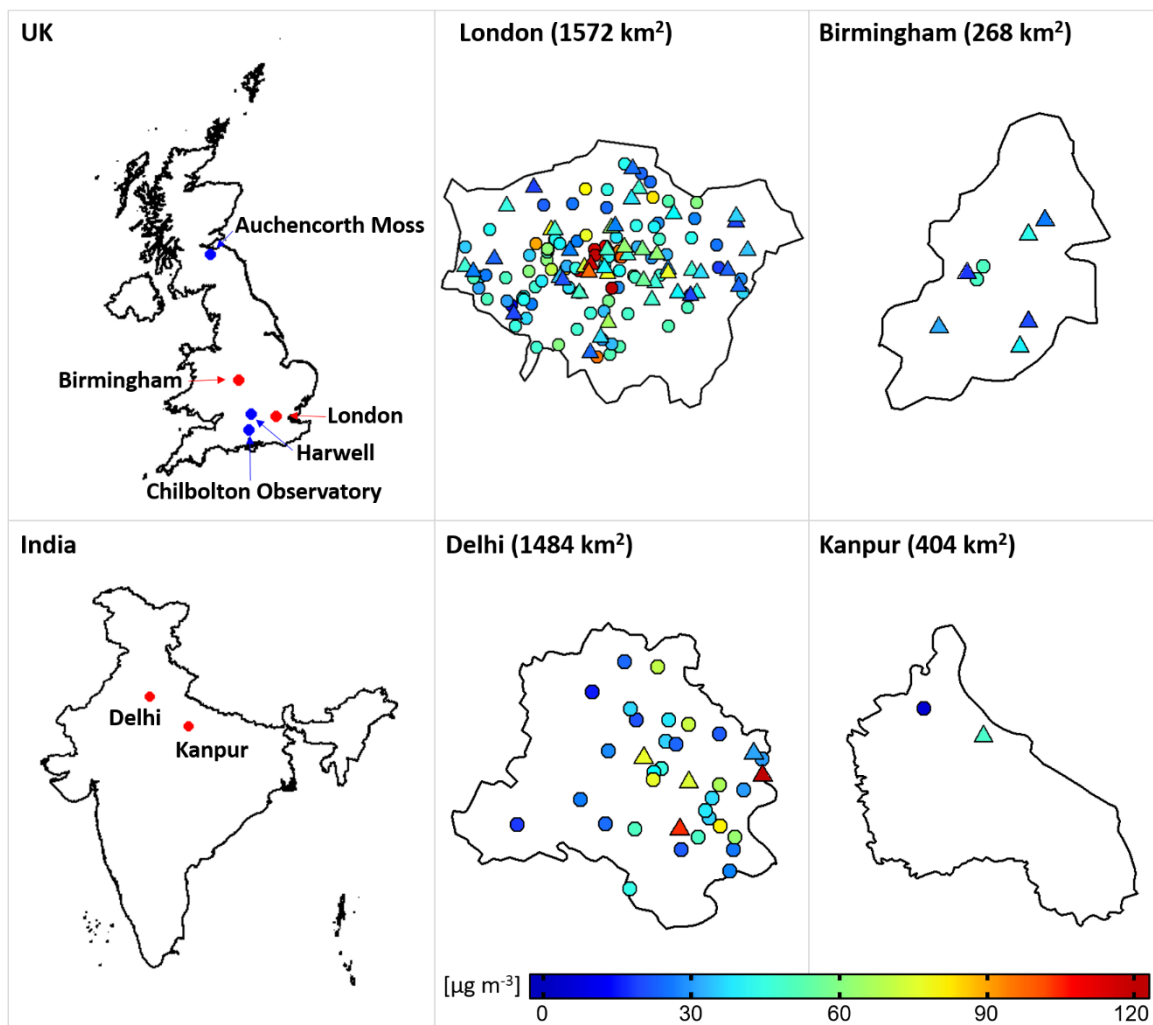 UK
London (1572 km²)
Birmingham (268 km²)
Auchencorth Moss
Birmingham
London
Harwell
Chilbolton Observatory
India
Delhi (1484 km²)
Kanpur (404 km²)
Delhi
Kanpur
[µg m⁻³]
0 30 60 90 120